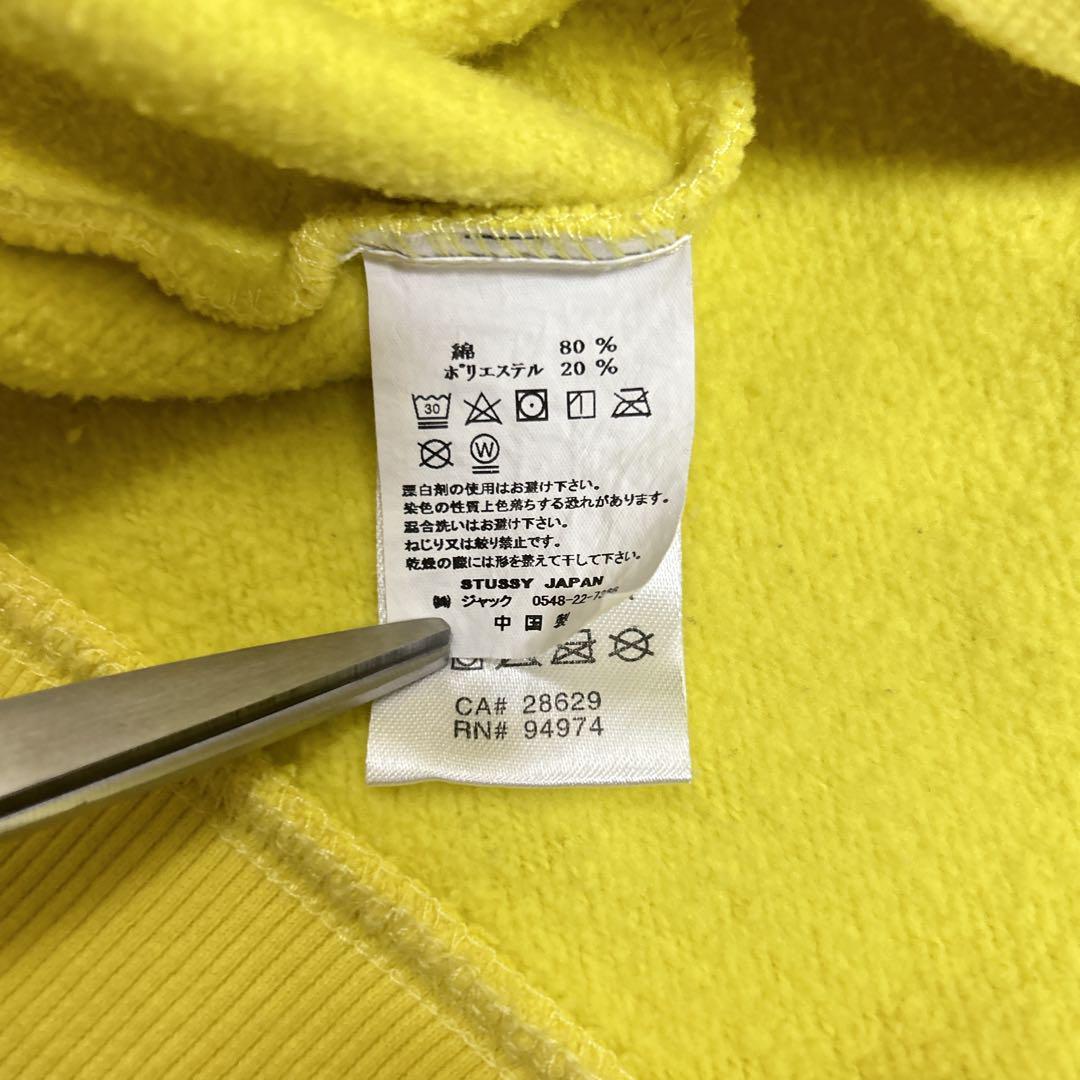 綿 80 %
ポリエステル 20 %
30
W
漂白剤の使用はお避け下さい。
染色の性質上色落ちする恐れがあります。
混合洗いはお避け下さい。
ねじり又は絞り禁止です。
乾燥の際には形を整えて干して下さい。
STUSSY JAPAN
㈱ ジャック 0548-22-
中国製
CA# 28629
RN# 94974